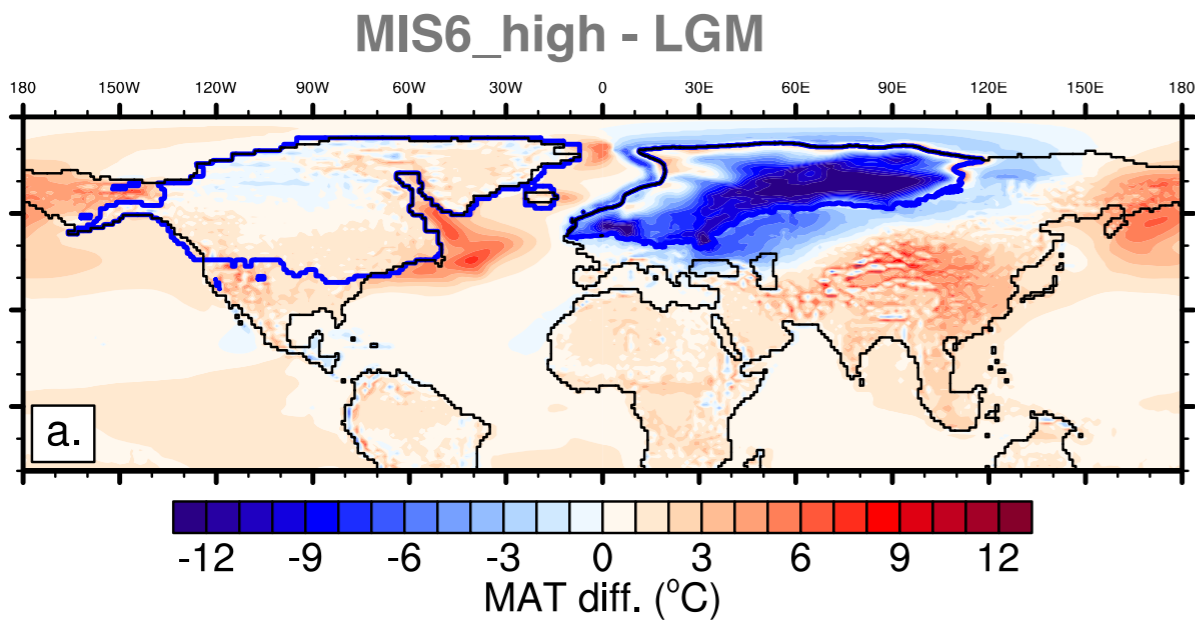 MIS6_high - LGM
180 150W 120W 90W 60W 30W 0 30E 60E 90E 120E 150E 180
a.
-12 -9 -6 -3 0 3 6 9 12
MAT diff. (°C)